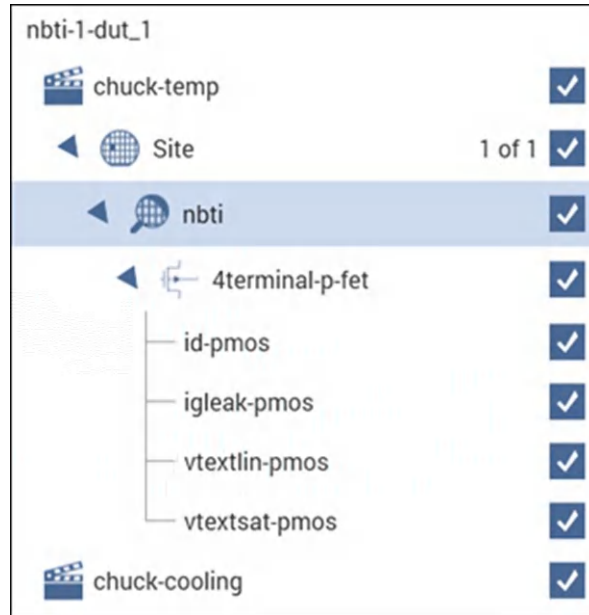 nbti-1-dut_1
chuck-temp
Site 1 of 1
nbti
4terminal-p-fet
id-pmos
igleak-pmos
vtextlin-pmos
vtextsat-pmos
chuck-cooling